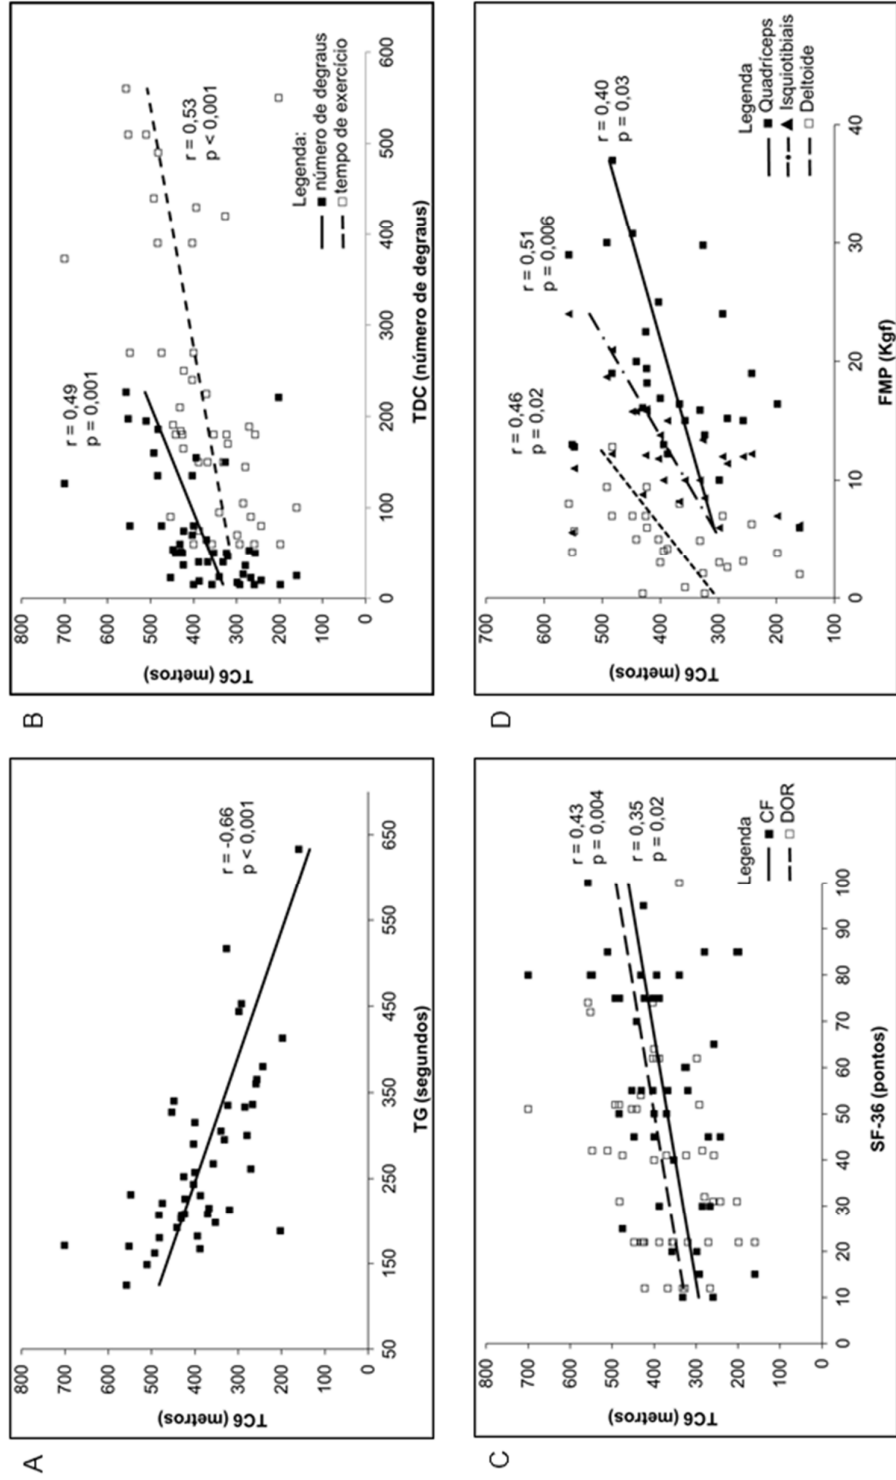 A
800
700
600
500
400
300
200
100
0
TC6 (metros)
50
150
250
350
450
550
650
TG (segundos)
r = -0,66
p < 0,001
B
800
700
600
500
400
300
200
100
0
TC6 (metros)
0
100
200
300
400
500
600
TDC (número de degraus)
r = 0,49
p = 0,001
r = 0,53
p < 0,001
Legenda:
número de degraus
tempo de exercício
C
800
700
600
500
400
300
200
100
0
TC6 (metros)
0
10
20
30
40
50
60
70
80
90
100
SF-36 (pontos)
r = 0,43
p = 0,004
r = 0,35
p = 0,02
Legenda
CF
DOR
D
700
600
500
400
300
200
100
TC6 (metros)
0
10
20
30
40
FMP (Kgf)
r = 0,46
p = 0,02
r = 0,51
p = 0,006
r = 0,40
p = 0,03
Legenda
Quadríceps
Isquiotibiais
Deltoide